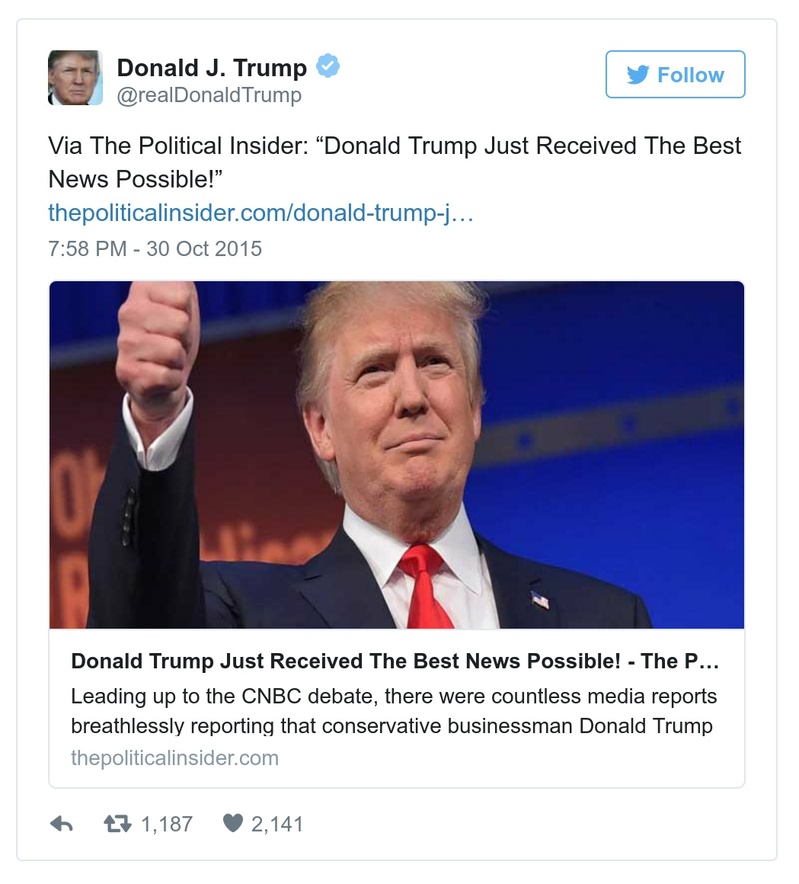 Donald J. Trump
@realDonaldTrump
Follow
Via The Political Insider: “Donald Trump Just Received The Best
News Possible!”
thepoliticalinsider.com/donald-trump-j…
7:58 PM - 30 Oct 2015
Donald Trump Just Received The Best News Possible! - The P…
Leading up to the CNBC debate, there were countless media reports
breathlessly reporting that conservative businessman Donald Trump
thepoliticalinsider.com
1,187
2,141